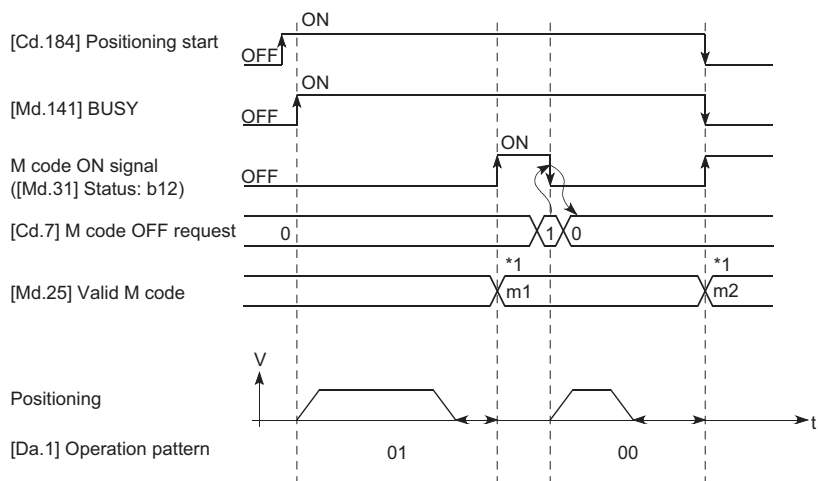 ON
[Cd.184] Positioning start
OFF
ON
[Md.141] BUSY
OFF
ON
M code ON signal
([Md.31] Status: b12)
OFF
[Cd.7] M code OFF request
0
1
0
*1
*1
[Md.25] Valid M code
m1
m2
V
Positioning
t
[Da.1] Operation pattern
01
00